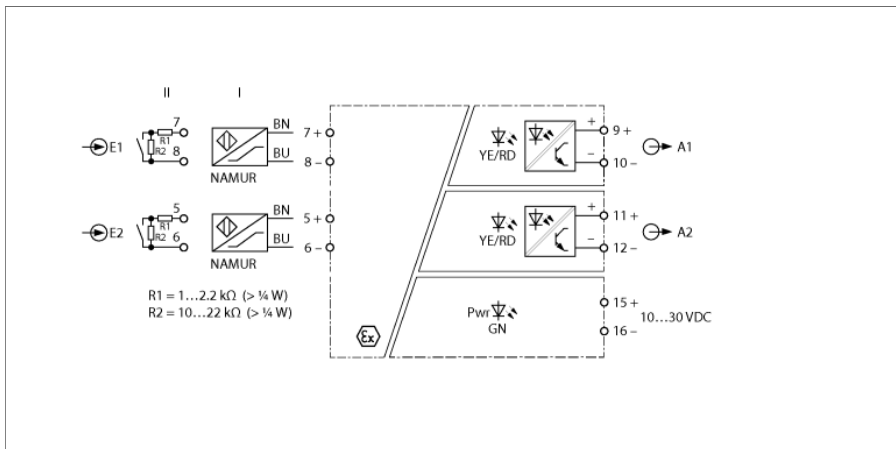 II I
7
R1
R2
8
E1
BN
7 +
BU
8 –
NAMUR
YE/RD
+
9 +
–
10 –
A1
5
R1
R2
6
E2
BN
5 +
BU
6 –
NAMUR
YE/RD
+
11 +
–
12 –
A2
R1 = 1...2.2 kΩ (> ¼ W)
R2 = 10...22 kΩ (> ¼ W)
Ex
Pwr
GN
15 +
16 –
10...30 VDC